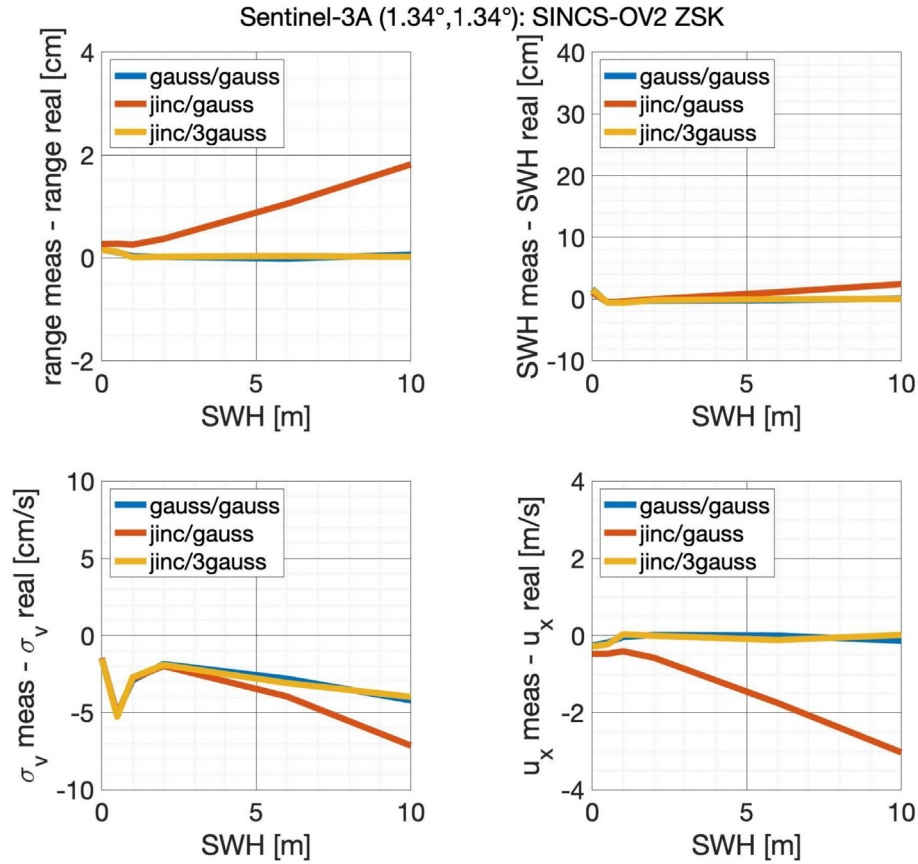 Sentinel-3A (1.34°,1.34°): SINCS-OV2 ZSK
range meas - range real [cm]
4
2
0
-2
gauss/gauss
jinc/gauss
jinc/3gauss
0
5
10
SWH [m]
SWH meas - SWH real [cm]
40
30
20
10
0
-10
gauss/gauss
jinc/gauss
jinc/3gauss
0
5
10
SWH [m]
σv meas - σv real [cm/s]
10
5
0
-5
-10
gauss/gauss
jinc/gauss
jinc/3gauss
0
5
10
SWH [m]
ux meas - ux real [m/s]
4
2
0
-2
-4
gauss/gauss
jinc/gauss
jinc/3gauss
0
5
10
SWH [m]